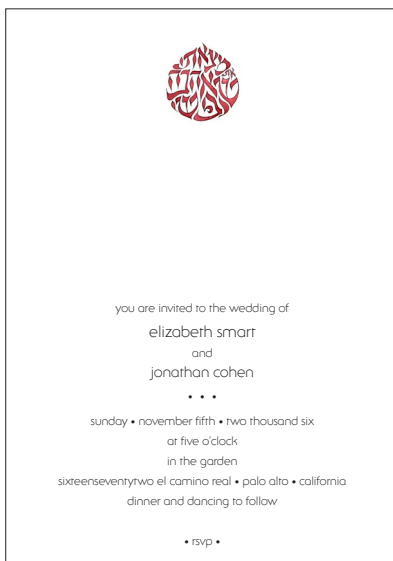 you are invited to the wedding of
elizabeth smart
and
jonathan cohen
• • •
sunday • november fifth • two thousand six
at five o'clock
in the garden
sixteenseventytwo el camino real • palo alto • california
dinner and dancing to follow
• rsvp •